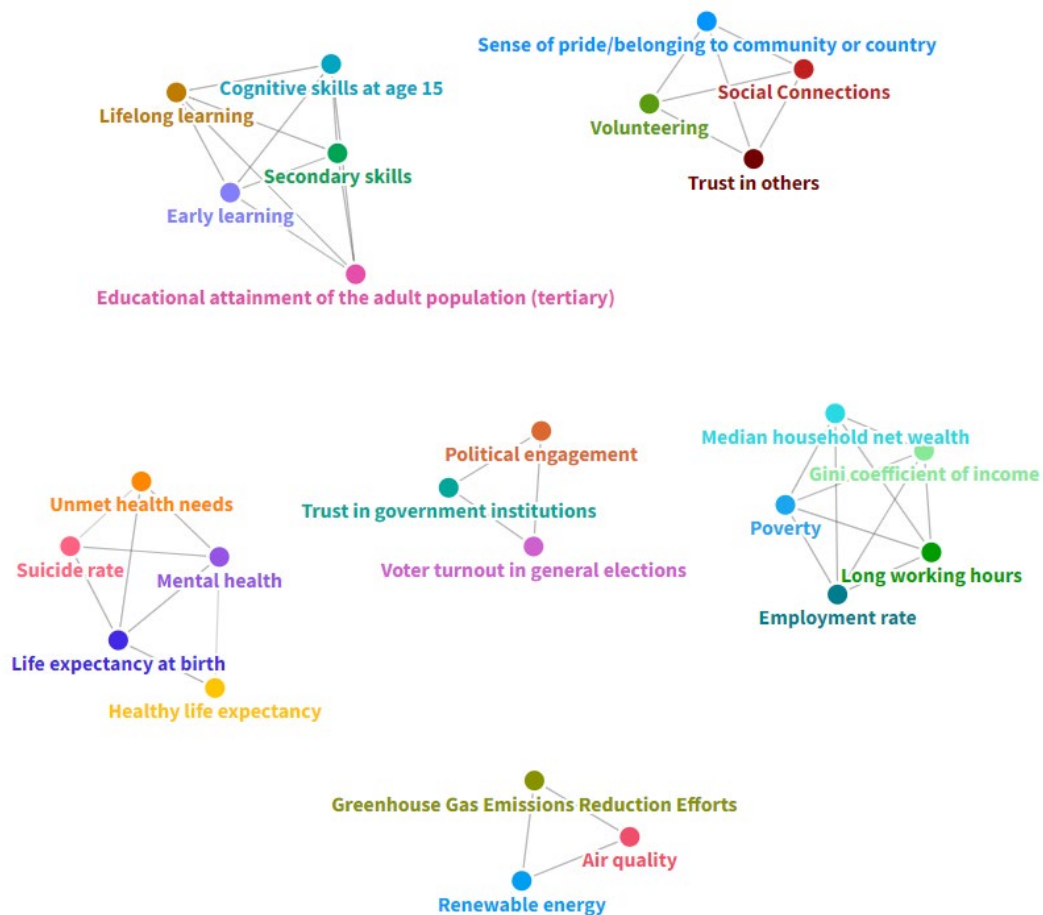 Sense of pride/belonging to community or country
Cognitive skills at age 15
Social Connections
Lifelong learning
Volunteering
Secondary skills
Trust in others
Early learning
Educational attainment of the adult population (tertiary)
Median household net wealth
Political engagement
Gini coefficient of income
Unmet health needs
Trust in government institutions
Poverty
Suicide rate
Voter turnout in general elections
Long working hours
Mental health
Employment rate
Life expectancy at birth
Healthy life expectancy
Greenhouse Gas Emissions Reduction Efforts
Air quality
Renewable energy